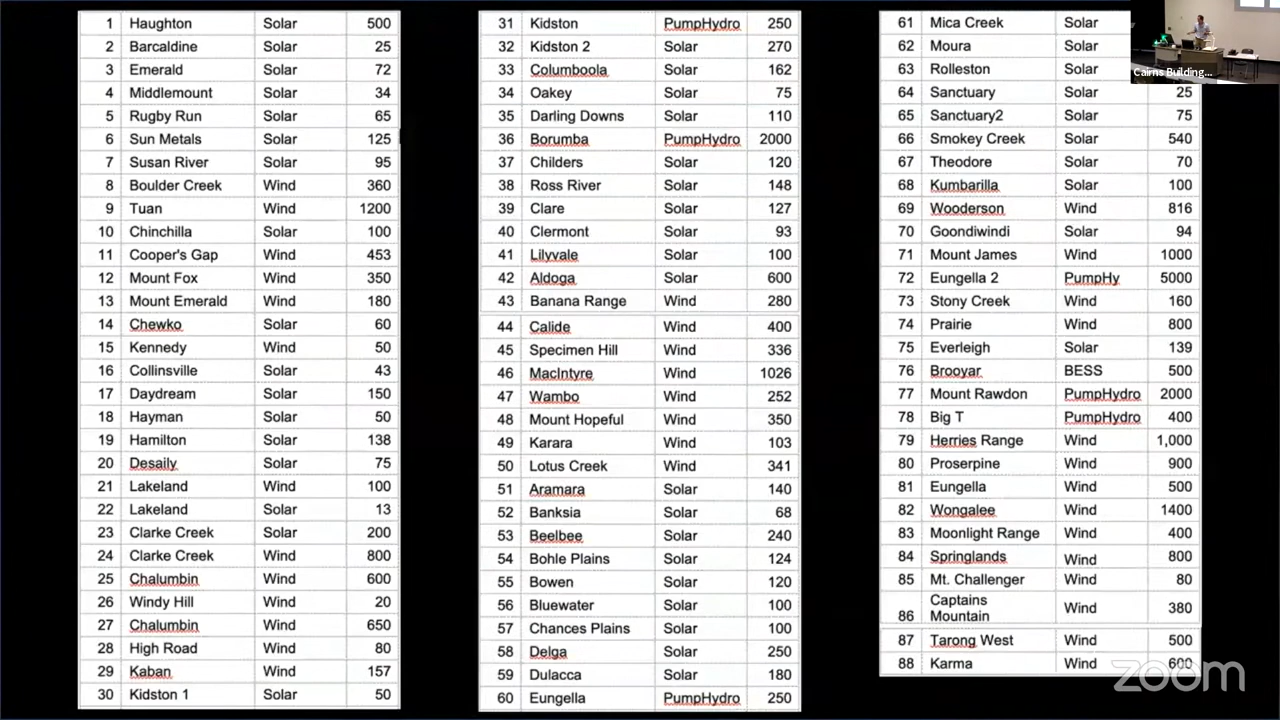 1 Haughton Solar 500
2 Barcaldine Solar 25
3 Emerald Solar 72
4 Middlemount Solar 34
5 Rugby Run Solar 65
6 Sun Metals Solar 125
7 Susan River Solar 95
8 Boulder Creek Wind 360
9 Tuan Wind 1200
10 Chinchilla Solar 100
11 Cooper's Gap Wind 453
12 Mount Fox Wind 350
13 Mount Emerald Wind 180
14 Chewko Solar 60
15 Kennedy Wind 50
16 Collinsville Solar 43
17 Daydream Solar 150
18 Hayman Solar 50
19 Hamilton Solar 138
20 Desaily Solar 75
21 Lakeland Wind 100
22 Lakeland Solar 13
23 Clarke Creek Solar 200
24 Clarke Creek Wind 800
25 Chalumbin Wind 600
26 Windy Hill Wind 20
27 Chalumbin Wind 650
28 High Road Wind 80
29 Kaban Wind 157
30 Kidston 1 Solar 50
31 Kidston PumpHydro 250
32 Kidston 2 Solar 270
33 Columboola Solar 162
34 Oakey Solar 75
35 Darling Downs Solar 110
36 Borumba PumpHydro 2000
37 Childers Solar 120
38 Ross River Solar 148
39 Clare Solar 127
40 Clermont Solar 93
41 Lilyvale Solar 100
42 Aldoga Solar 600
43 Banana Range Wind 280
44 Calide Wind 400
45 Specimen Hill Wind 336
46 MacIntyre Wind 1026
47 Wambo Wind 252
48 Mount Hopeful Wind 350
49 Karara Wind 103
50 Lotus Creek Wind 341
51 Aramara Solar 140
52 Banksia Solar 68
53 Beelbee Solar 240
54 Bohle Plains Solar 124
55 Bowen Solar 120
56 Bluewater Solar 100
57 Chances Plains Solar 100
58 Delga Solar 250
59 Dulacca Solar 180
60 Eungella PumpHydro 250
61 Mica Creek Solar
62 Moura Solar
63 Rolleston Solar
64 Sanctuary Solar 25
65 Sanctuary2 Solar 75
66 Smokey Creek Solar 540
67 Theodore Solar 70
68 Kumbarilla Solar 100
69 Wooderson Wind 816
70 Goondiwindi Solar 94
71 Mount James Wind 1000
72 Eungella 2 PumpHy 5000
73 Stony Creek Wind 160
74 Prairie Wind 800
75 Everleigh Solar 139
76 Brooyar BESS 500
77 Mount Rawdon PumpHydro 2000
78 Big T PumpHydro 400
79 Herries Range Wind 1,000
80 Proserpine Wind 900
81 Eungella Wind 500
82 Wongalee Wind 1400
83 Moonlight Range Wind 400
84 Springlands Wind 800
85 Mt. Challenger Wind 80
86 Captains
Mountain Wind 380
87 Tarong West Wind 500
88 Karma Wind 600
Cairns Building...
zoom